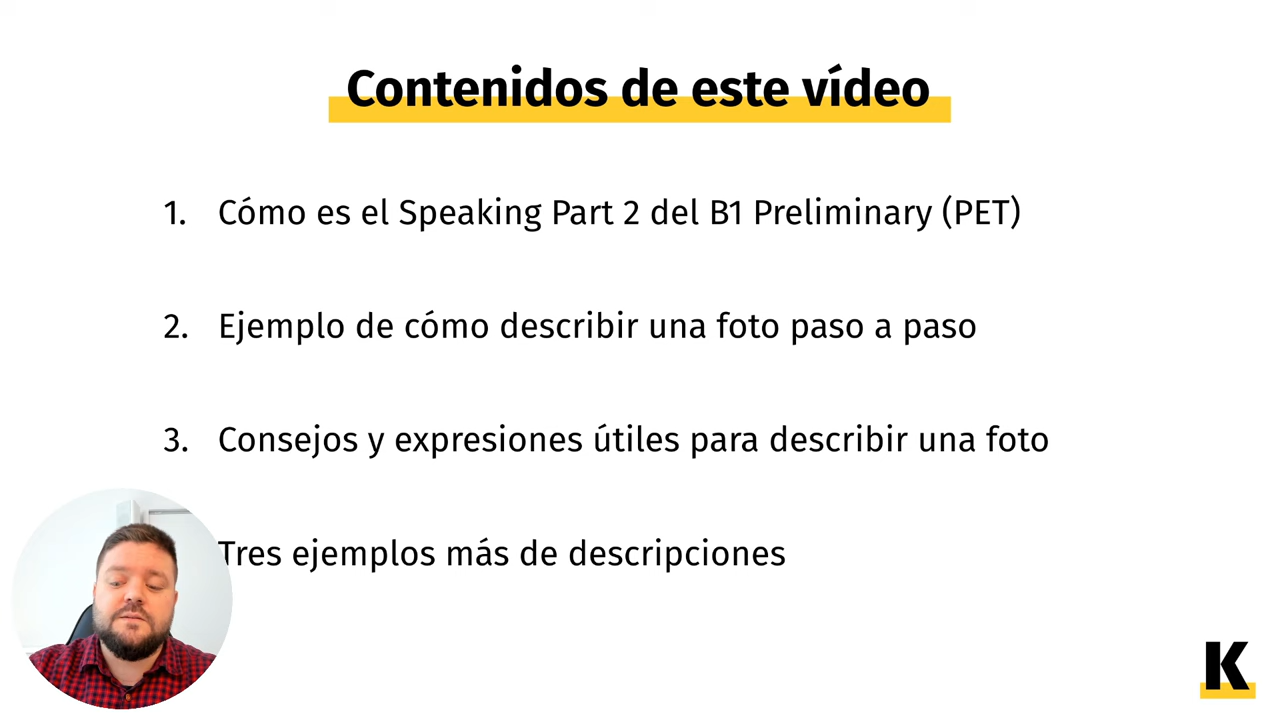 Contenidos de este vídeo
1. Cómo es el Speaking Part 2 del B1 Preliminary (PET)
2. Ejemplo de cómo describir una foto paso a paso
3. Consejos y expresiones útiles para describir una foto
Tres ejemplos más de descripciones
K